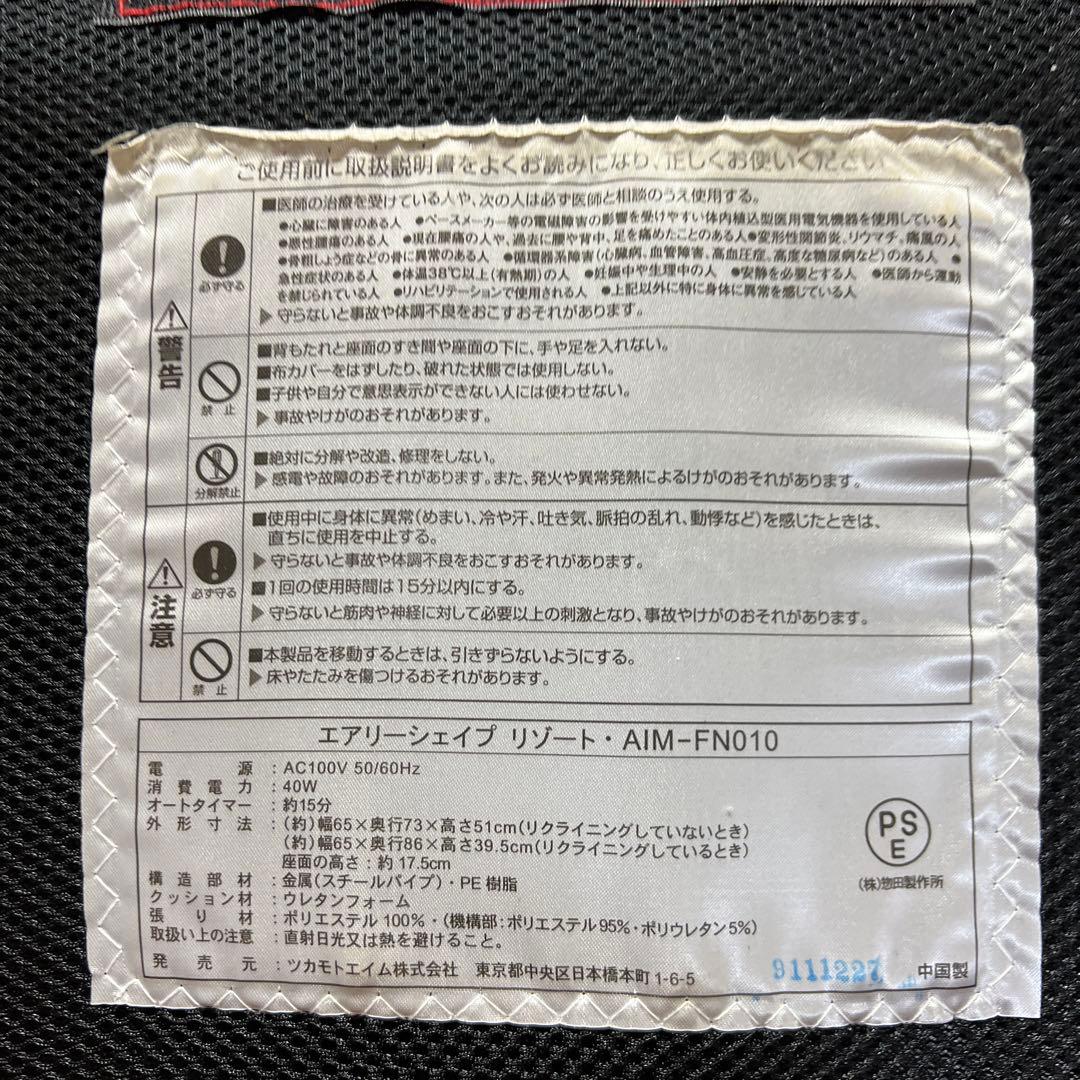 ご使用前に取扱説明書をよくお読みになり、正しくお使いください
警告
必ず守る
■医師の治療を受けている人や、次の人は必ず医師と相談のうえ使用する。
●心臓に障害のある人 ●ペースメーカー等の電磁障害の影響を受けやすい体内植込型医用電気機器を使用している人
●悪性腫瘍のある人 ●現在腰痛の人や、過去に腰や背中、足を痛めたことのある人●変形性関節炎、リウマチ、痛風の人
●骨粗しょう症などの骨に異常のある人 ●循環器系障害(心臓病、血管障害、高血圧症、高度な糖尿病など)のある人 ●
急性症状のある人 ●体温38℃以上(有熱期)の人 ●妊娠中や生理中の人 ●安静を必要とする人 ●医師から運動
を禁じられている人 ●リハビリテーションで使用される人 ●上記以外に特に身体に異常を感じている人
▶守らないと事故や体調不良をおこすおそれがあります。
禁止
■背もたれと座面のすき間や座面の下に、手や足を入れない。
■布カバーをはずしたり、破れた状態では使用しない。
■子供や自分で意思表示ができない人には使わせない。
▶事故やけがのおそれがあります。
分解禁止
■絶対に分解や改造、修理をしない。
▶感電や故障のおそれがあります。また、発火や異常発熱によるけがのおそれがあります。
注意
必ず守る
■使用中に身体に異常(めまい、冷や汗、吐き気、脈拍の乱れ、動悸など)を感じたときは、
直ちに使用を中止する。
▶守らないと事故や体調不良をおこすおそれがあります。
■1回の使用時間は15分以内にする。
▶守らないと筋肉や神経に対して必要以上の刺激となり、事故やけがのおそれがあります。
禁止
■本製品を移動するときは、引きずらないようにする。
▶床やたたみを傷つけるおそれがあります。
エアリーシェイプ リゾート・AIM-FN010
電源 : AC100V 50/60Hz
消費電力 : 40W
オートタイマー : 約15分
外形寸法 : (約)幅65×奥行73×高さ51cm(リクライニングしていないとき)
(約)幅65×奥行86×高さ39.5cm(リクライニングしているとき)
座面の高さ : 約17.5cm
構造部材 : 金属(スチールパイプ)・PE樹脂
クッション材 : ウレタンフォーム
張り材 : ポリエステル100%・(機構部:ポリエステル95%・ポリウレタン5%)
取扱い上の注意 : 直射日光又は熱を避けること。
発売元 : ツカモトエイム株式会社 東京都中央区日本橋本町1-6-5
PSE
(株)惣田製作所
9111227
中国製